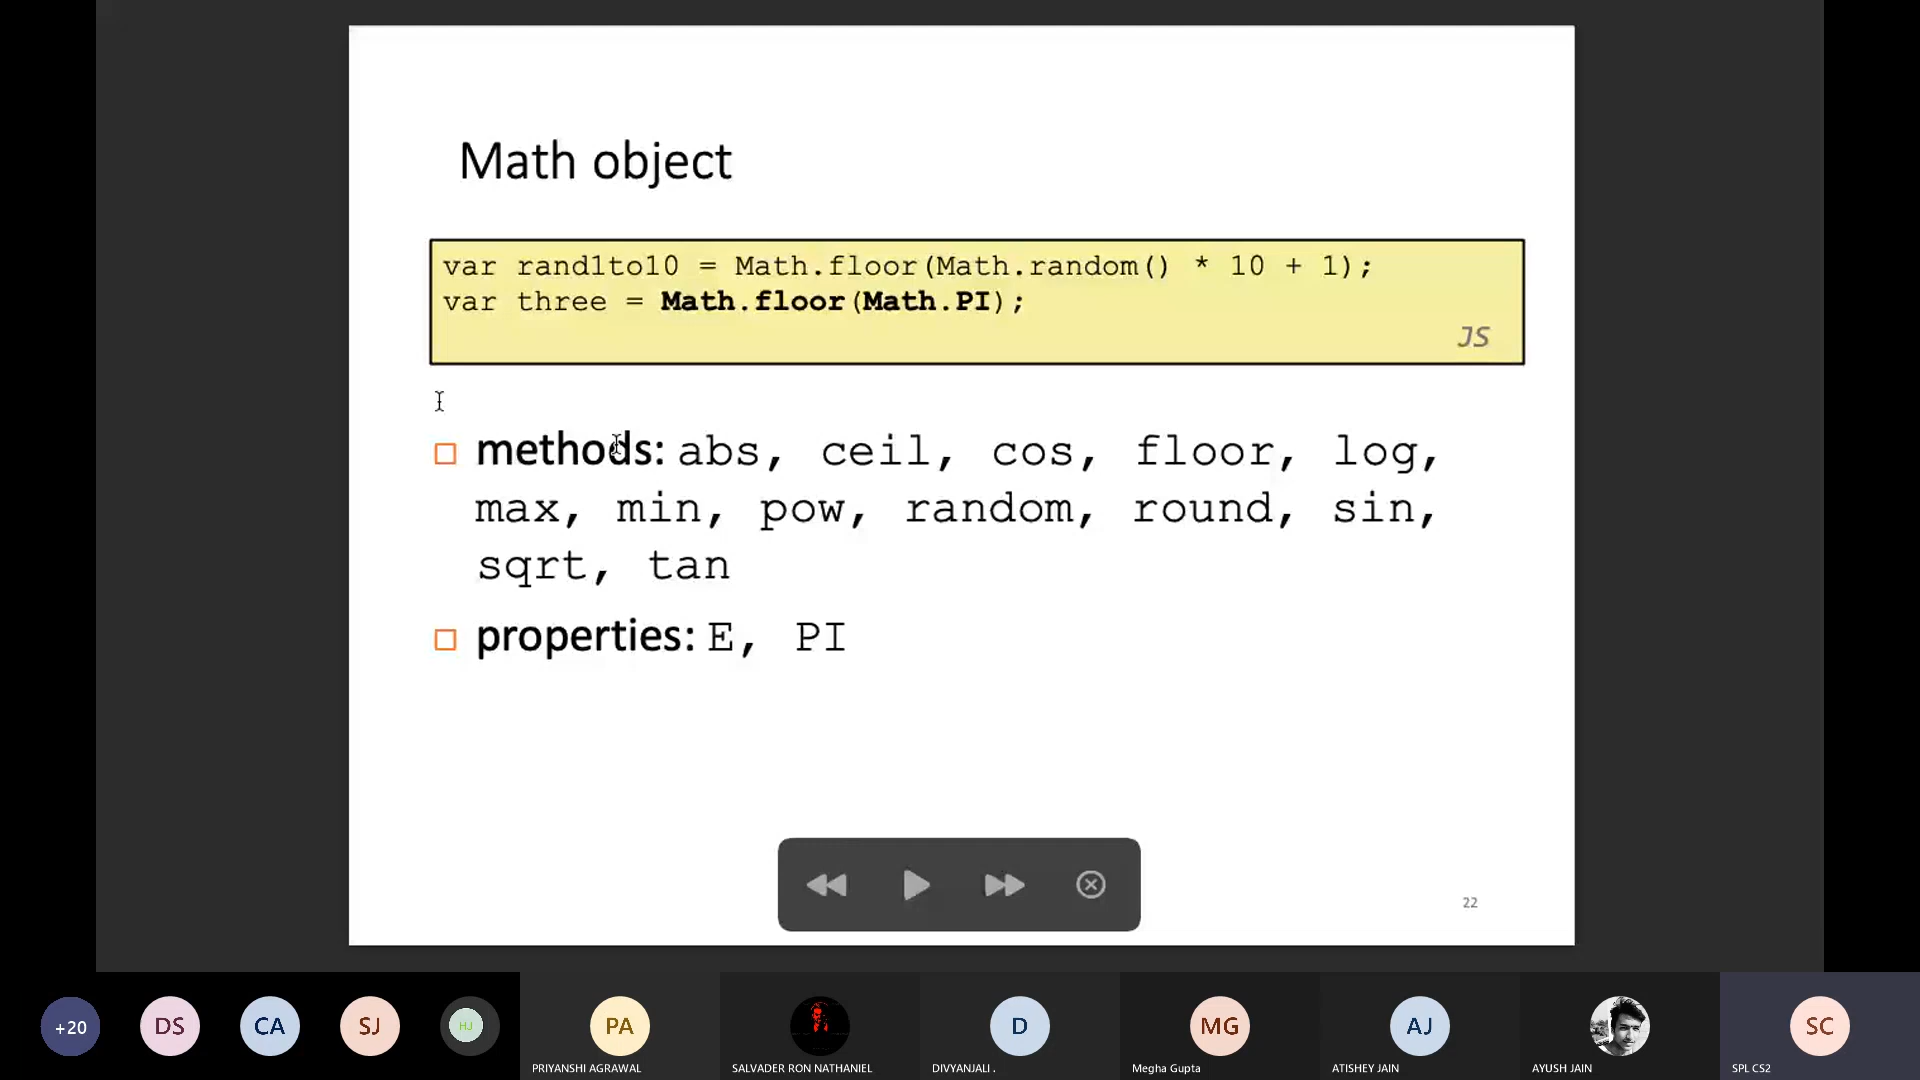 Math object
var rand1to10 = Math.floor(Math.random() * 10 + 1);
var three = Math.floor(Math.PI);
JS
methods: abs, ceil, cos, floor, log,
max, min, pow, random, round, sin,
sqrt, tan
properties: E, PI
22
+20
DS
CA
SJ
HJ
PA
D
MG
AJ
SC
PRIYANSHI AGRAWAL
SALVADER RON NATHANIEL
DIVYANJALI .
Megha Gupta
ATISHEY JAIN
AYUSH JAIN
SPL CS2